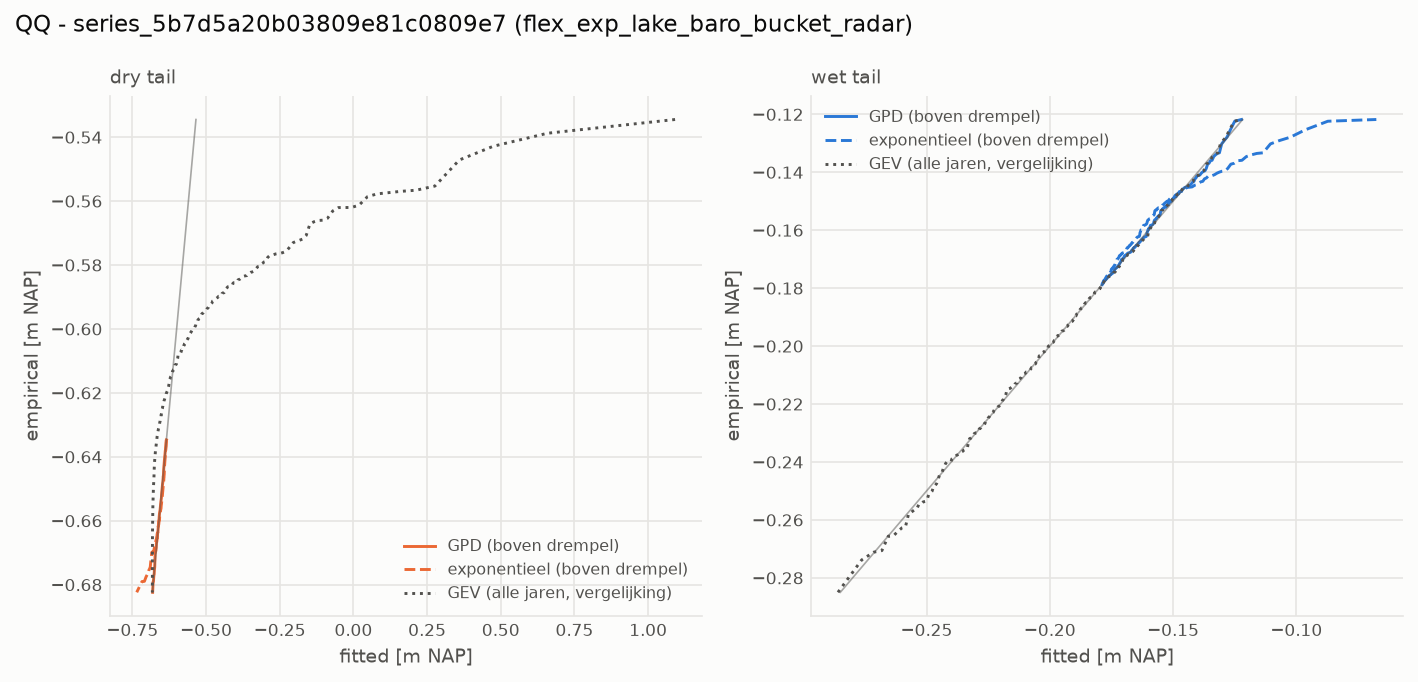 QQ - series_5b7d5a20b03809e81c0809e7 (flex_exp_lake_baro_bucket_radar)
dry tail
−0.54
−0.56
−0.58
−0.60
−0.62
−0.64
−0.66
−0.68
empirical [m NAP]
GPD (boven drempel)
exponentieel (boven drempel)
GEV (alle jaren, vergelijking)
−0.75 −0.50 −0.25 0.00 0.25 0.50 0.75 1.00
fitted [m NAP]
wet tail
−0.12
−0.14
−0.16
−0.18
−0.20
−0.22
−0.24
−0.26
−0.28
empirical [m NAP]
GPD (boven drempel)
exponentieel (boven drempel)
GEV (alle jaren, vergelijking)
−0.25 −0.20 −0.15 −0.10
fitted [m NAP]